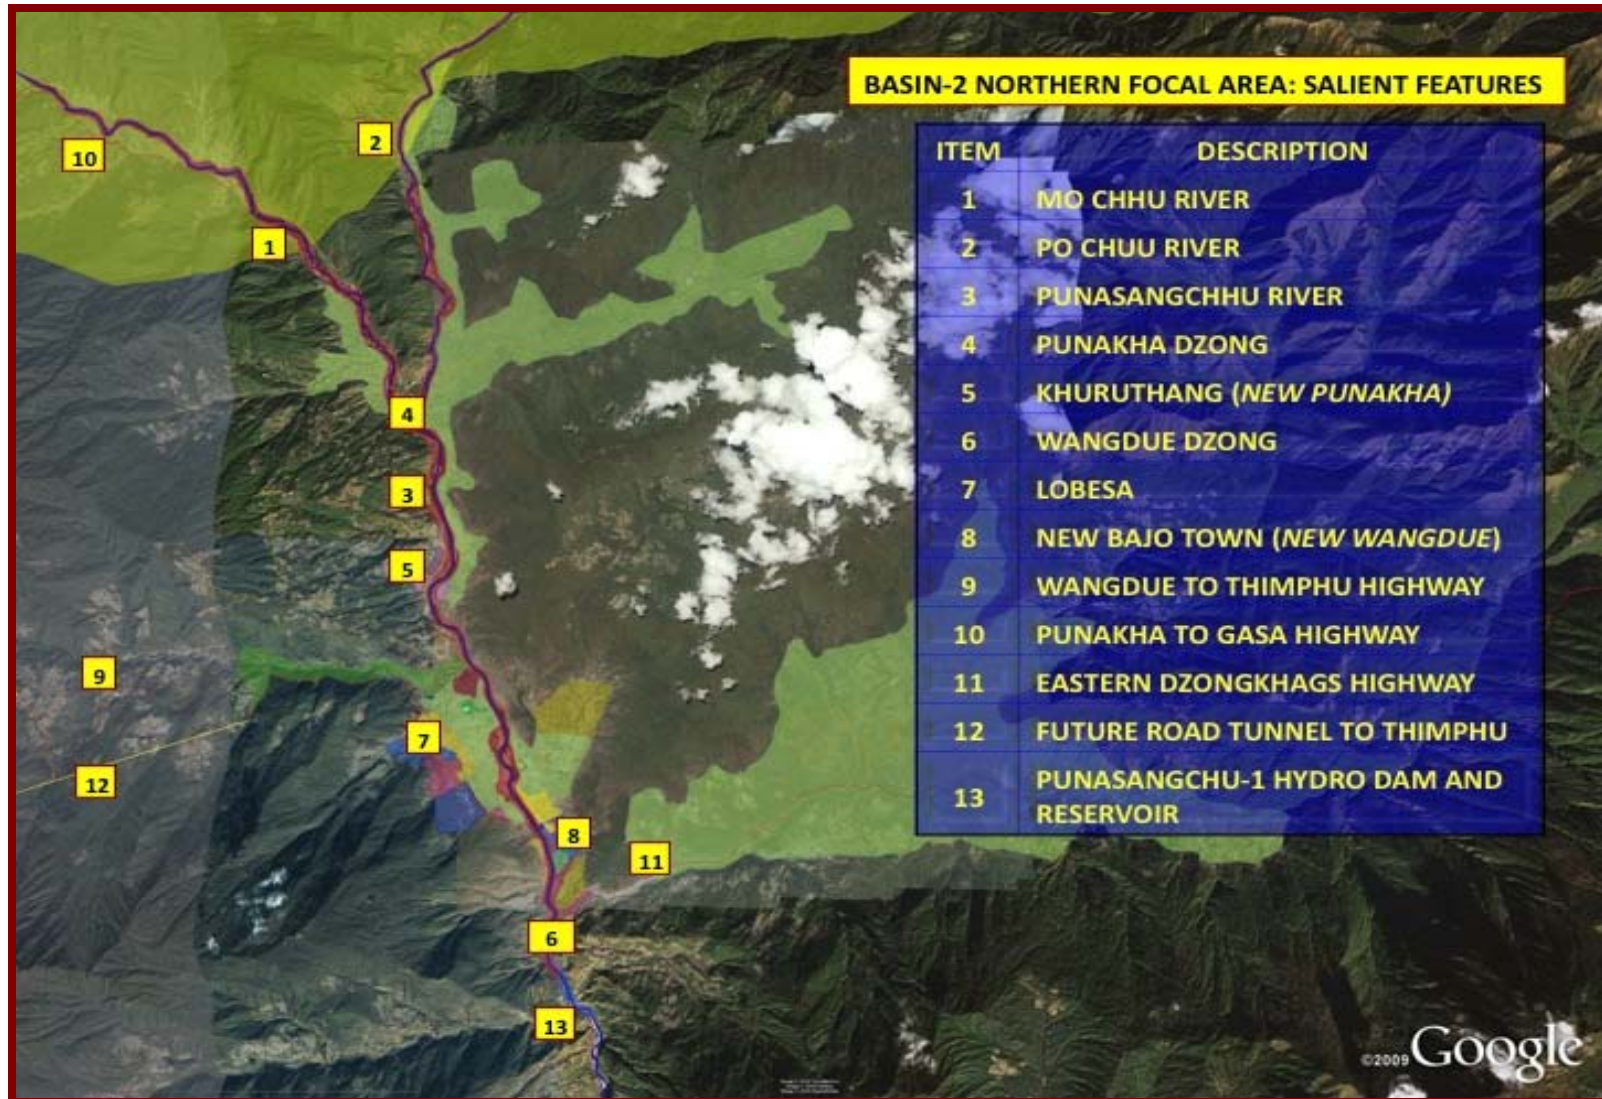 BASIN-2 NORTHERN FOCAL AREA: SALIENT FEATURES
ITEM DESCRIPTION
1 MO CHHU RIVER
2 PO CHUU RIVER
3 PUNASANGCHHU RIVER
4 PUNAKHA DZONG
5 KHURUTHANG (NEW PUNAKHA)
6 WANGDUE DZONG
7 LOBESA
8 NEW BAJO TOWN (NEW WANGDUE)
9 WANGDUE TO THIMPHU HIGHWAY
10 PUNAKHA TO GASA HIGHWAY
11 EASTERN DZONGKHAGS HIGHWAY
12 FUTURE ROAD TUNNEL TO THIMPHU
13 PUNASANGCHU-1 HYDRO DAM AND
RESERVOIR
2
10
1
4
3
5
9
7
12
8
11
6
13
©2009 Google